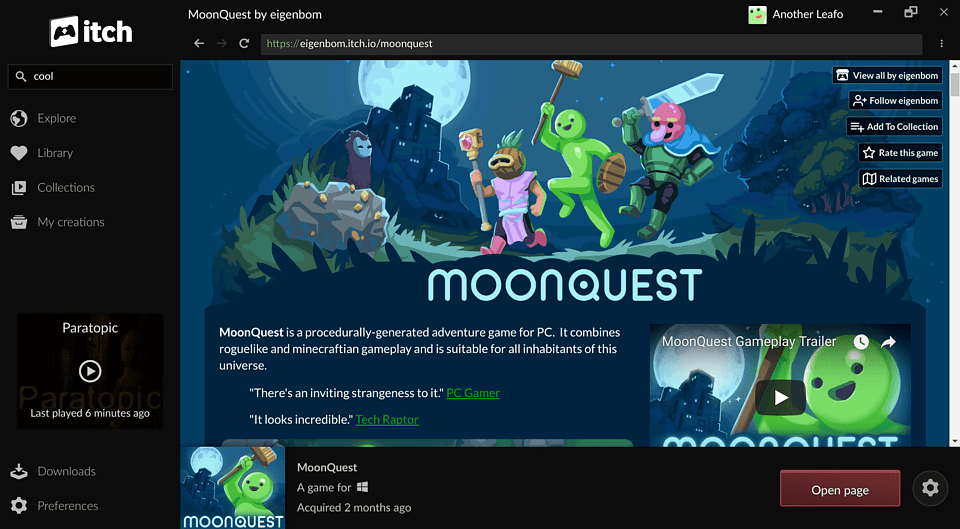 itch
MoonQuest by eigenbom
Another Leafo
https://eigenbom.itch.io/moonquest
cool
Explore
Library
Collections
My creations
Paratopic
Paratopic
Last played 6 minutes ago
Downloads
Preferences
View all by eigenbom
Follow eigenbom
Add To Collection
Rate this game
Related games
MOONQUEST
MoonQuest is a procedurally-generated adventure game for PC. It combines
roguelike and minecraftian gameplay and is suitable for all inhabitants of this
universe.
"There's an inviting strangeness to it." PC Gamer
"It looks incredible." Tech Raptor
MoonQuest Gameplay Trailer
MOONQUEST
MOONQUEST
MoonQuest
A game for
Acquired 2 months ago
Open page